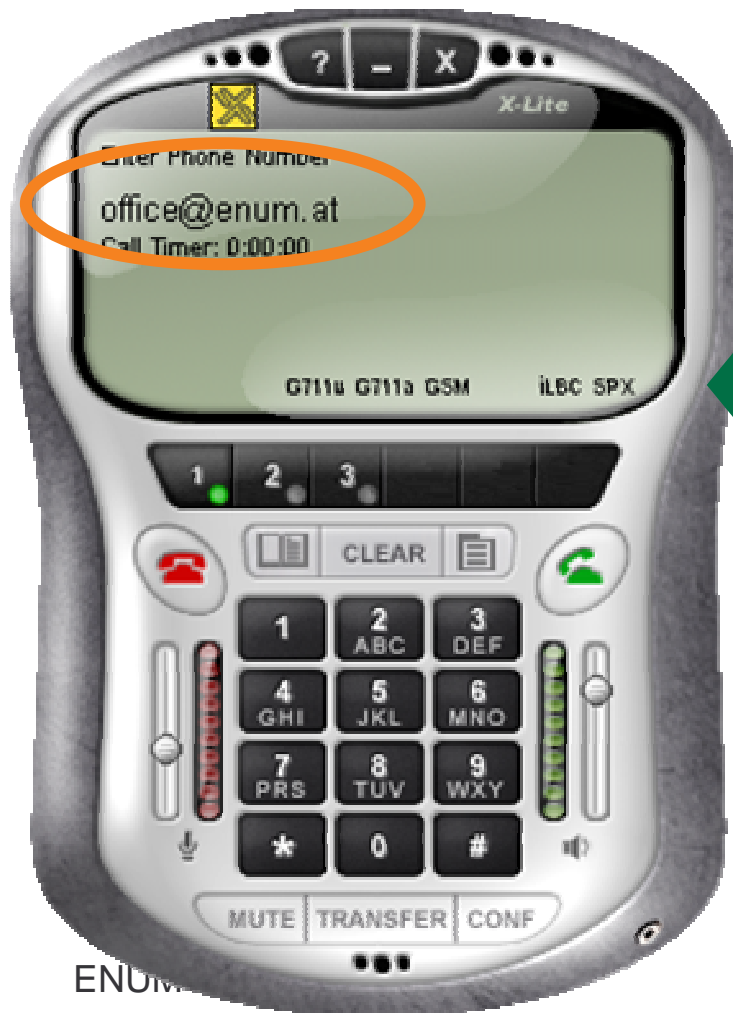 ? – X
X-Lite
Enter Phone Number
office@enum.at
Call Timer: 0:00:00
G711u G711a GSM iLBC SPX
1 2 3
CLEAR
1 2 3
ABC DEF
4 5 6
GHI JKL MNO
7 8 9
PRS TUV WXY
* 0 #
MUTE TRANSFER CONF
ENUM